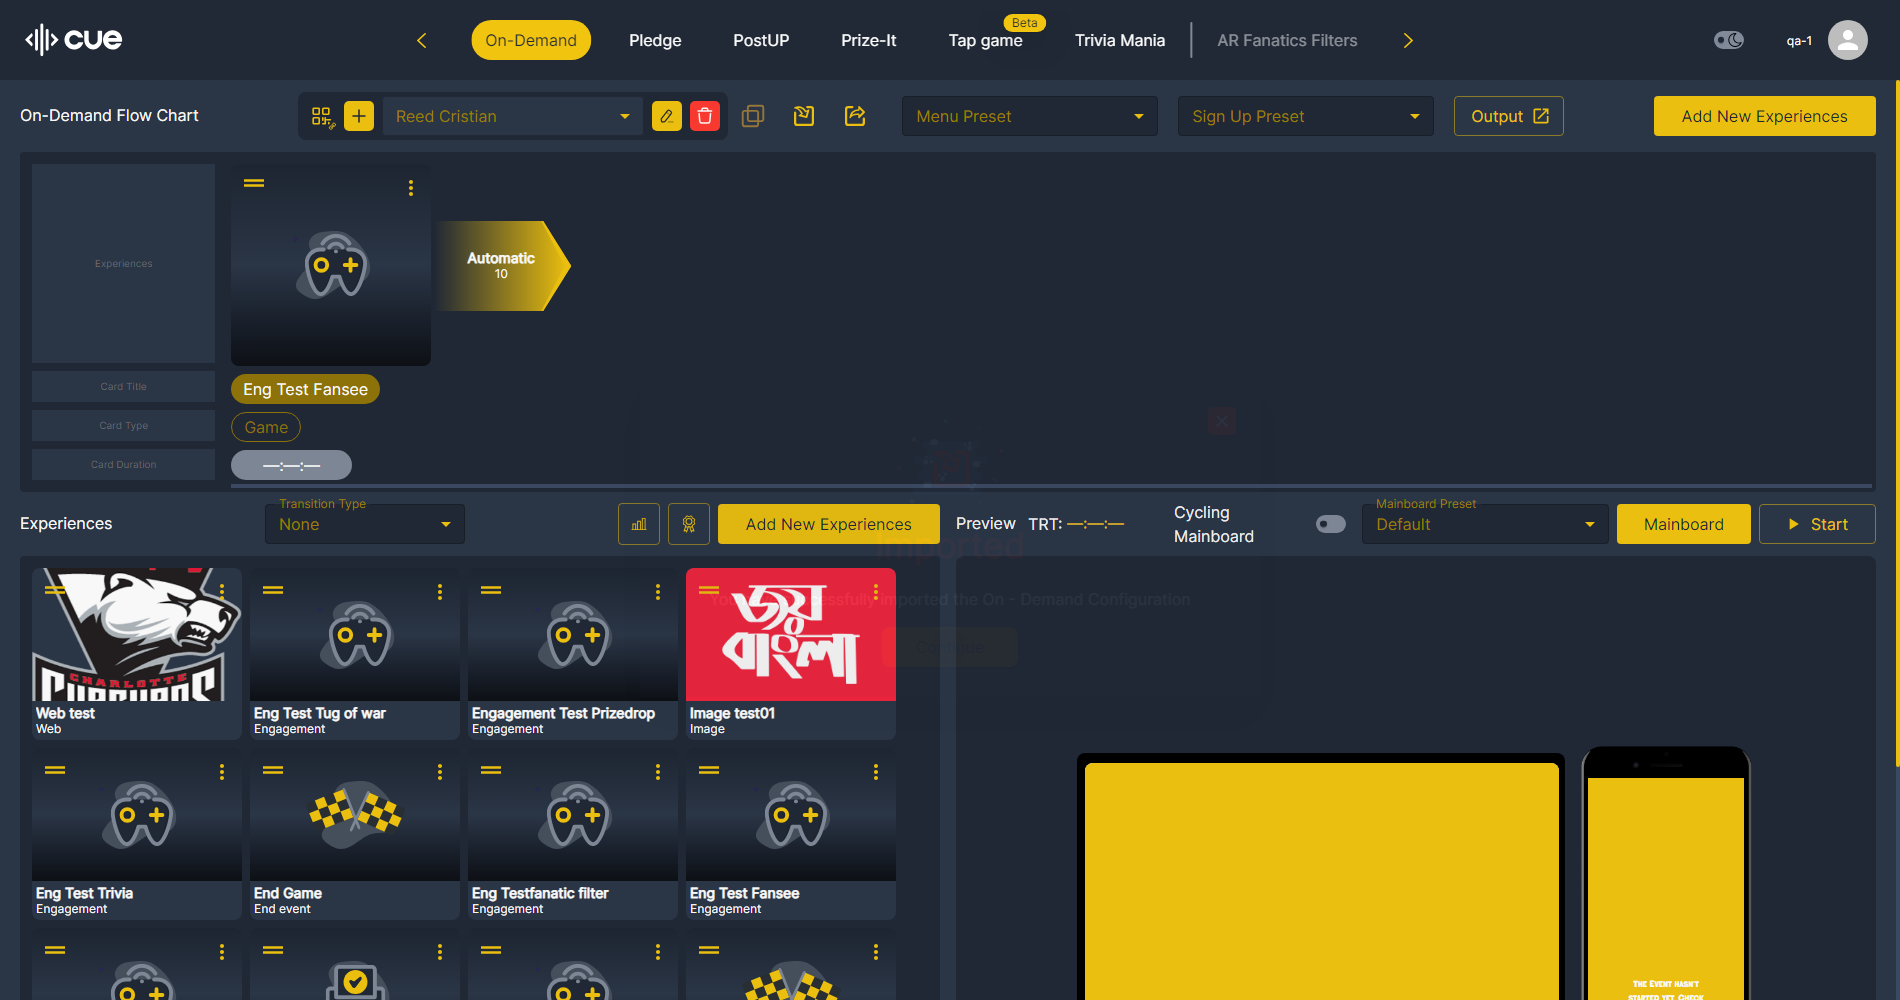 cue
On-Demand
Pledge
PostUP
Prize-It
Beta
Tap game
Trivia Mania
AR Fanatics Filters
qa-1
On-Demand Flow Chart
Reed Cristian
Menu Preset
Sign Up Preset
Output
Add New Experiences
Experiences
Automatic
10
Card Title
Eng Test Fansee
Card Type
Game
Card Duration
—:—:—
Experiences
Transition Type
None
Add New Experiences
Preview
TRT: —:—:—
Cycling
Mainboard
Mainboard Preset
Default
Mainboard
Start
Imported
successfully imported the On - Demand Configuration
CHARLOTTE
Web test
Web
Eng Test Tug of war
Engagement
Engagement Test Prizedrop
Engagement
জয়
বাংলা
Image test01
Image
Eng Test Trivia
Engagement
End Game
End event
Eng Testfanatic filter
Engagement
Eng Test Fansee
Engagement
The Event hasn't
started yet. Check